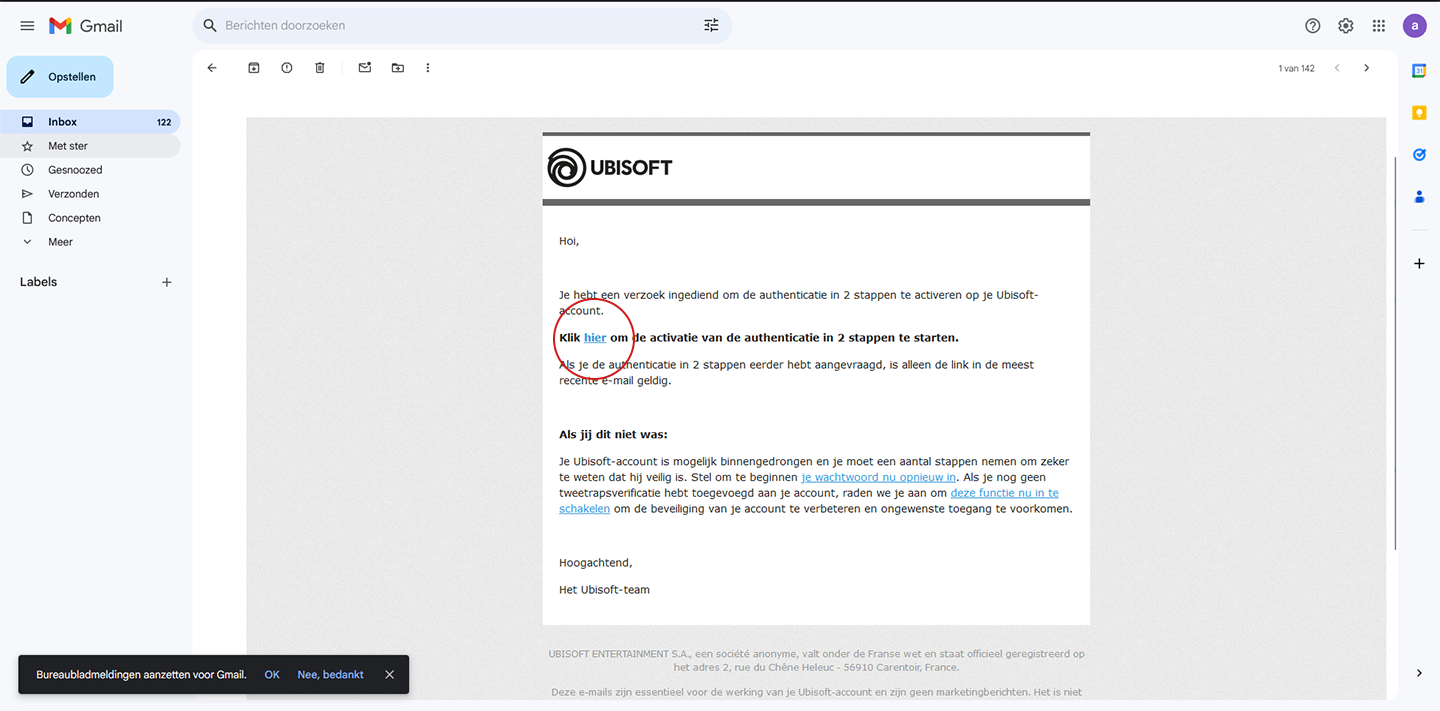 Gmail
Berichten doorzoeken
a
Opstellen
1 van 142
31
Inbox 122
Met ster
Gesnoozed
Verzonden
Concepten
Meer
Labels
UBISOFT
Hoi,
Je hebt een verzoek ingediend om de authenticatie in 2 stappen te activeren op je Ubisoft-
account.
Klik hier om de activatie van de authenticatie in 2 stappen te starten.
Als je de authenticatie in 2 stappen eerder hebt aangevraagd, is alleen de link in de meest
recente e-mail geldig.
Als jij dit niet was:
Je Ubisoft-account is mogelijk binnengedrongen en je moet een aantal stappen nemen om zeker
te weten dat hij veilig is. Stel om te beginnen je wachtwoord nu opnieuw in. Als je nog geen
tweetrapsverificatie hebt toegevoegd aan je account, raden we je aan om deze functie nu in te
schakelen om de beveiliging van je account te verbeteren en ongewenste toegang te voorkomen.
Hoogachtend,
Het Ubisoft-team
UBISOFT ENTERTAINMENT S.A., een société anonyme, valt onder de Franse wet en staat officieel geregistreerd op
het adres 2, rue du Chêne Heleuc - 56910 Carentoir, France.
Deze e-mails zijn essentieel voor de werking van je Ubisoft-account en zijn geen marketingberichten. Het is niet
Bureaubladmeldingen aanzetten voor Gmail. OK Nee, bedankt